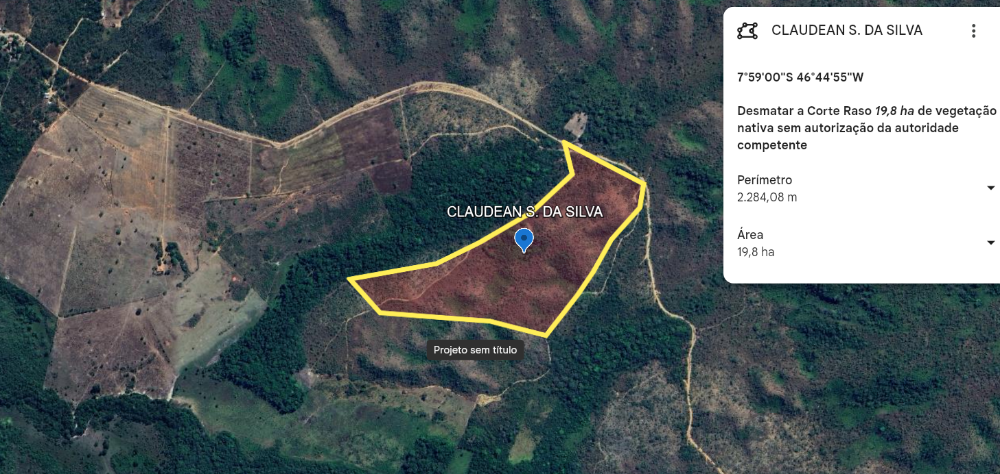 CLAUDEAN S. DA SILVA
7°59'00"S 46°44'55"W
Desmatar a Corte Raso 19,8 ha de vegetação
nativa sem autorização da autoridade
competente
Perímetro
2.284,08 m
Área
19,8 ha
CLAUDEAN S. DA SILVA
Projeto sem título